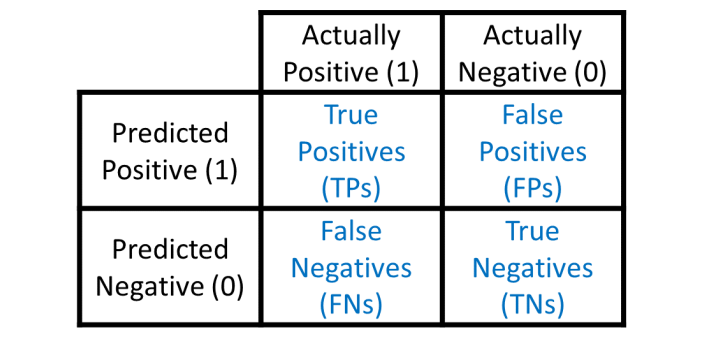 Actually
Positive (1)
Actually
Negative (0)
Predicted
Positive (1)
True
Positives
(TPs)
False
Positives
(FPs)
Predicted
Negative (0)
False
Negatives
(FNs)
True
Negatives
(TNs)